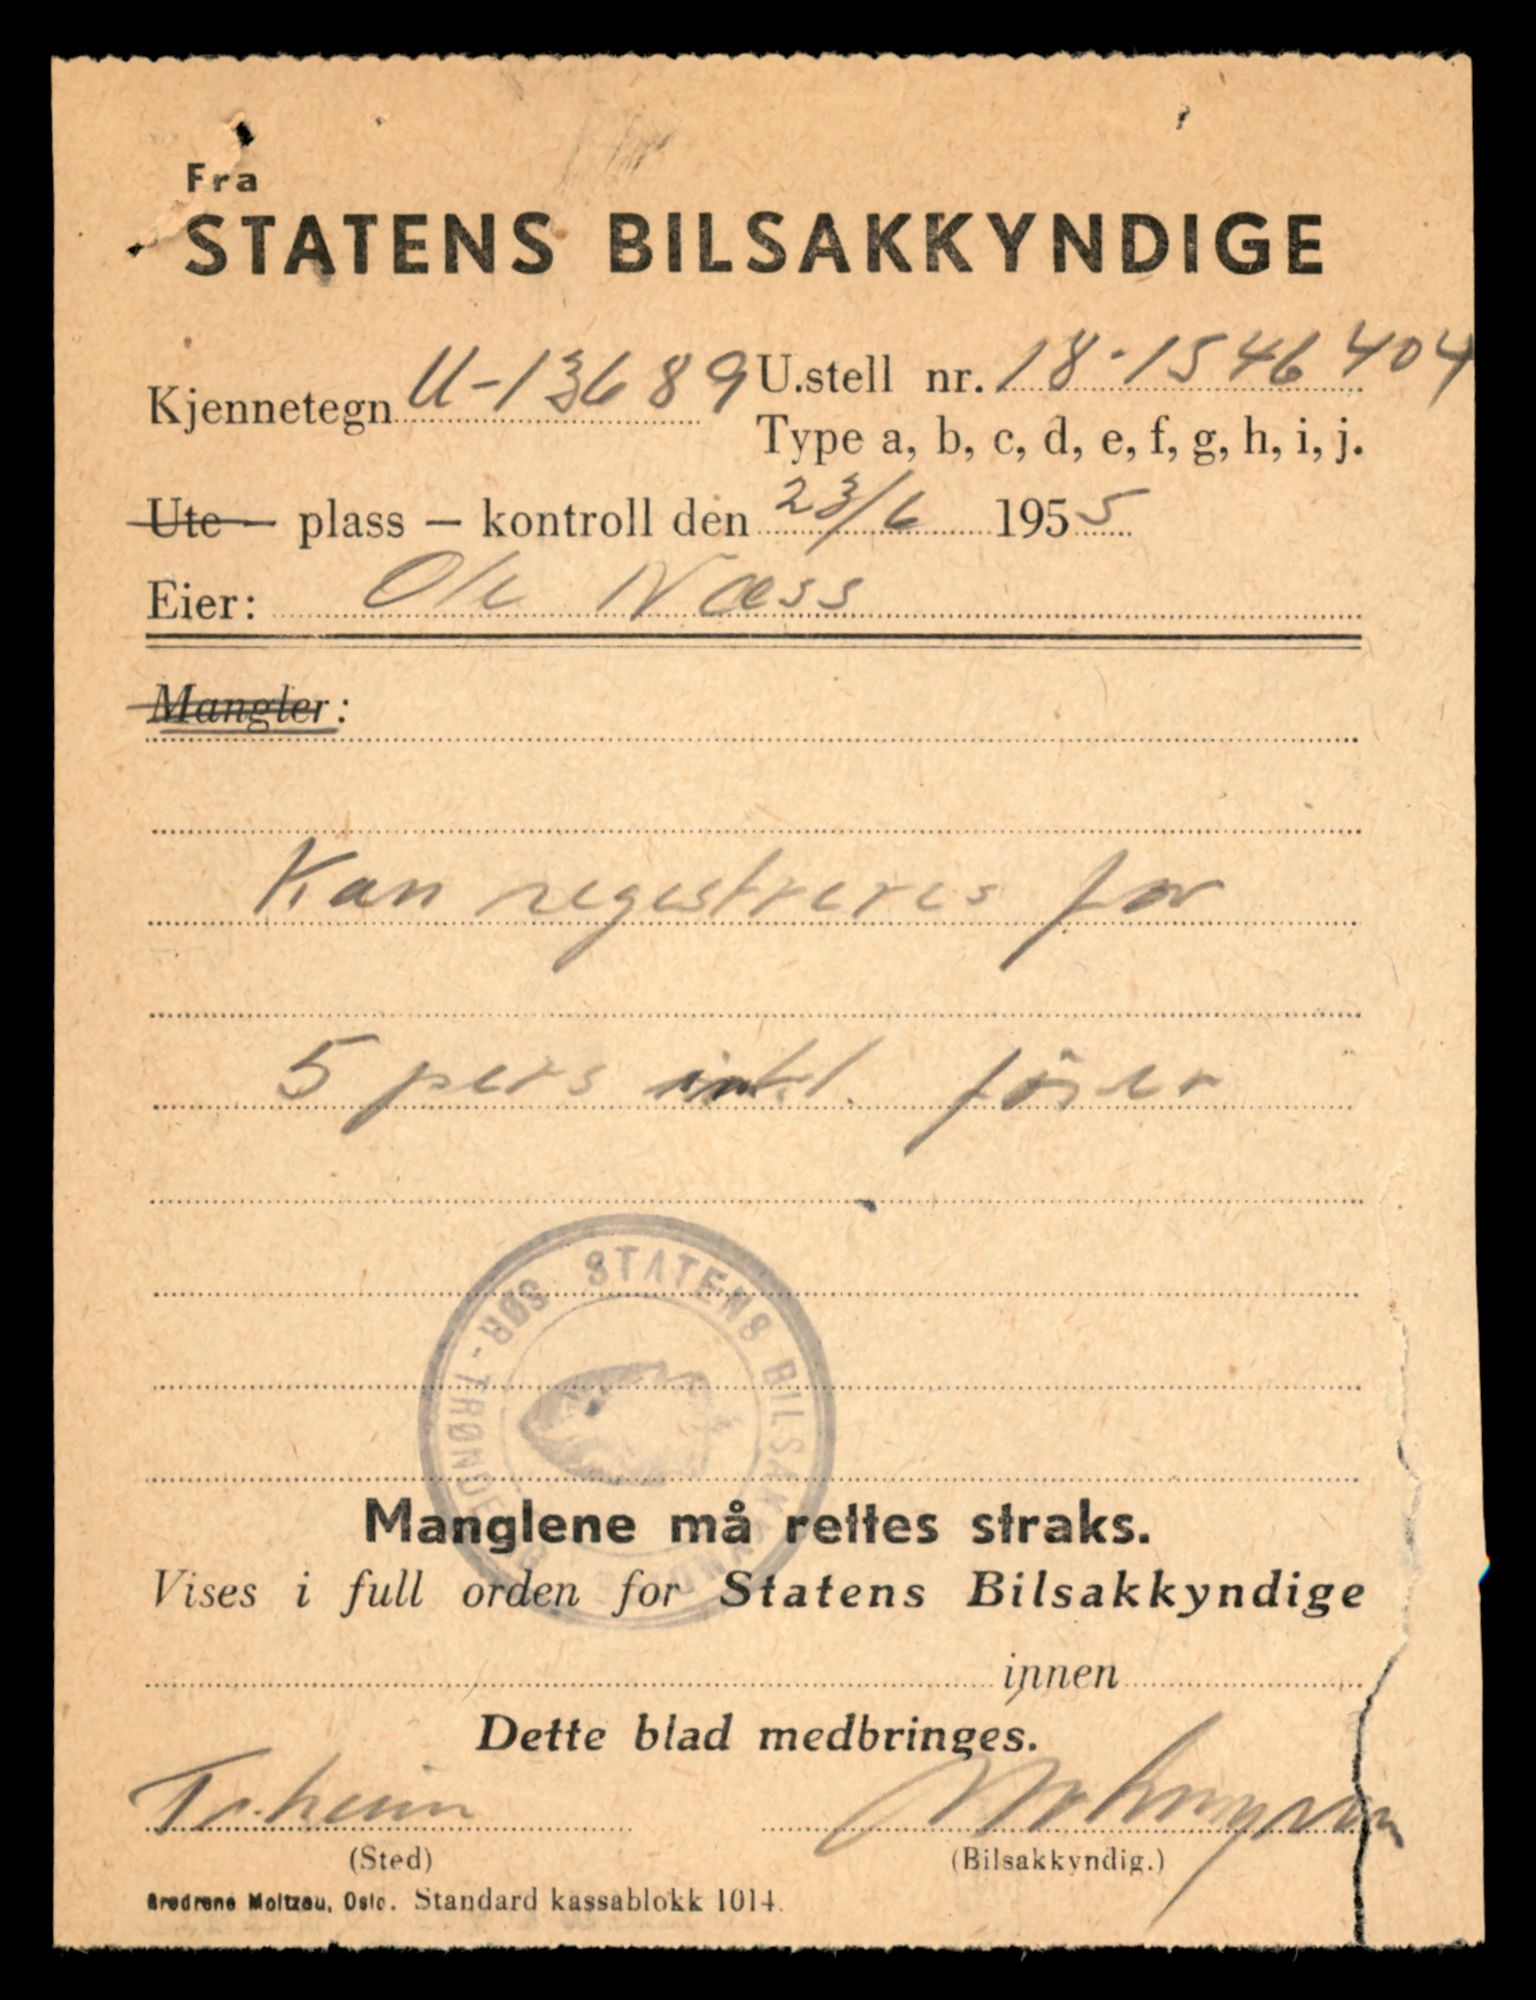 Fra
STATENS BILSAKKYNDIGE
Kjennetegn U-13689 U.stell nr. 18-1546404
Type a, b, c, d, e, f, g, h, i, j.
Ute — plass — kontroll den 23/6 1955
Eier: Ole Næss
Mangler:
Kan registreres for
5 pers inkl. fører
SØR-TRØNDELAG STATENS BILSAKKYNDIGE
Manglene må rettes straks.
Vises i full orden for Statens Bilsakkyndige
innen
Dette blad medbringes.
Tr.heim
(Sted) (Bilsakkyndig.)
Brødrene Moltzau, Oslo. Standard kassablokk 1014.